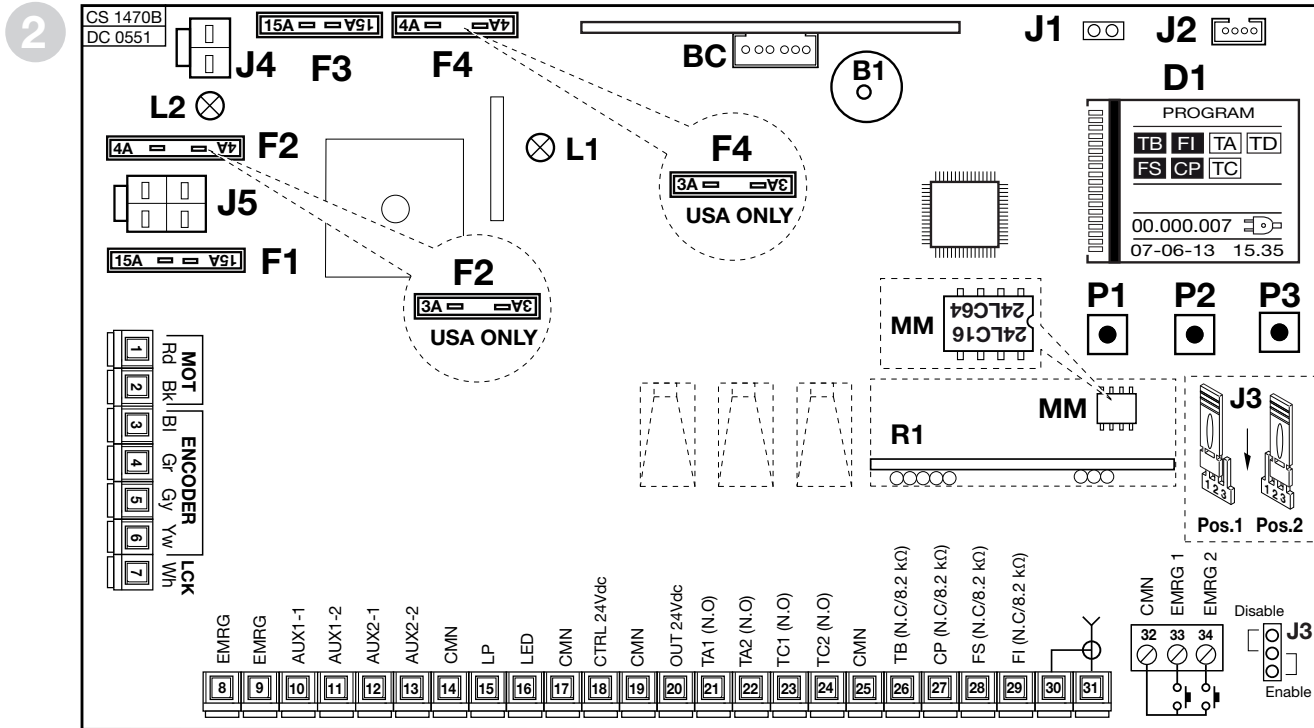 2
CS 1470B
DC 0551
J4
15A 15A
F3
4A 4A
F4
BC
B1
J1
J2
D1
PROGRAM
TB FI TA TD
FS CP TC
00.000.007
07-06-13 15.35
L2
4A 4A
F2
L1
F4
3A 3A
USA ONLY
J5
15A 15A
F1
F2
3A 3A
USA ONLY
P1
P2
P3
MM
24LC64
24LC16
MM
R1
J3
1 2 3
1 2 3
Pos.1 Pos.2
1 Rd
2 Bk
MOT
3 Bl
4 Gr
5 Gy
6 Yw
ENCODER
7 Wh
LCK
EMRG
EMRG
AUX1-1
AUX1-2
AUX2-1
AUX2-2
CMN
LP
LED
CMN
CTRL 24Vdc
CMN
OUT 24Vdc
TA1 (N.O)
TA2 (N.O)
TC1 (N.O)
TC2 (N.O)
CMN
TB (N.C/8.2 kΩ)
CP (N.C/8.2 kΩ)
FS (N.C/8.2 kΩ)
FI (N.C/8.2 kΩ)
8 9 10 11 12 13 14 15 16 17 18 19 20 21 22 23 24 25 26 27 28 29 30 31
CMN
EMRG 1
EMRG 2
32 33 34
Disable
J3
Enable